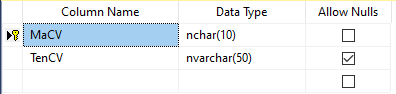 Column Name Data Type Allow Nulls
MaCV nchar(10)
TenCV nvarchar(50)